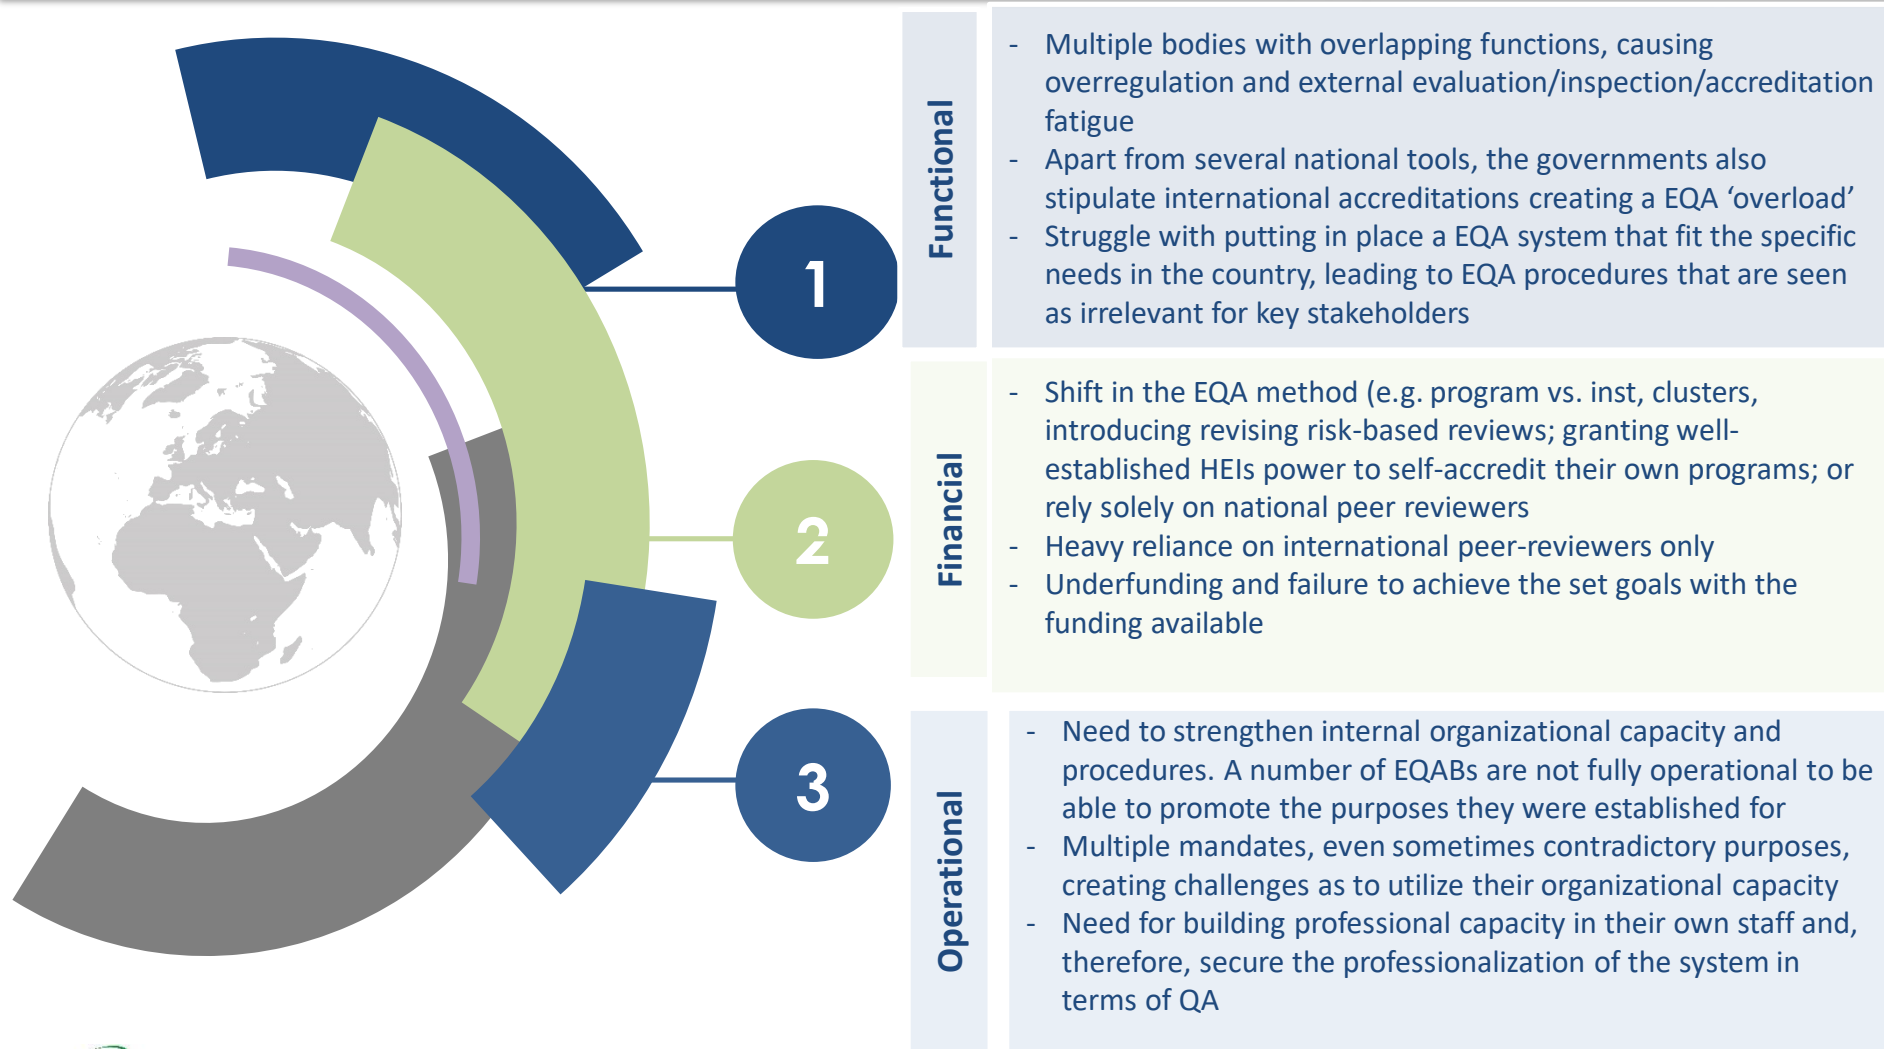 1
Functional
- Multiple bodies with overlapping functions, causing
overregulation and external evaluation/inspection/accreditation
fatigue
- Apart from several national tools, the governments also
stipulate international accreditations creating a EQA ‘overload’
- Struggle with putting in place a EQA system that fit the specific
needs in the country, leading to EQA procedures that are seen
as irrelevant for key stakeholders
2
Financial
- Shift in the EQA method (e.g. program vs. inst, clusters,
introducing revising risk-based reviews; granting well-
established HEIs power to self-accredit their own programs; or
rely solely on national peer reviewers
- Heavy reliance on international peer-reviewers only
- Underfunding and failure to achieve the set goals with the
funding available
3
Operational
- Need to strengthen internal organizational capacity and
procedures. A number of EQABs are not fully operational to be
able to promote the purposes they were established for
- Multiple mandates, even sometimes contradictory purposes,
creating challenges as to utilize their organizational capacity
- Need for building professional capacity in their own staff and,
therefore, secure the professionalization of the system in
terms of QA